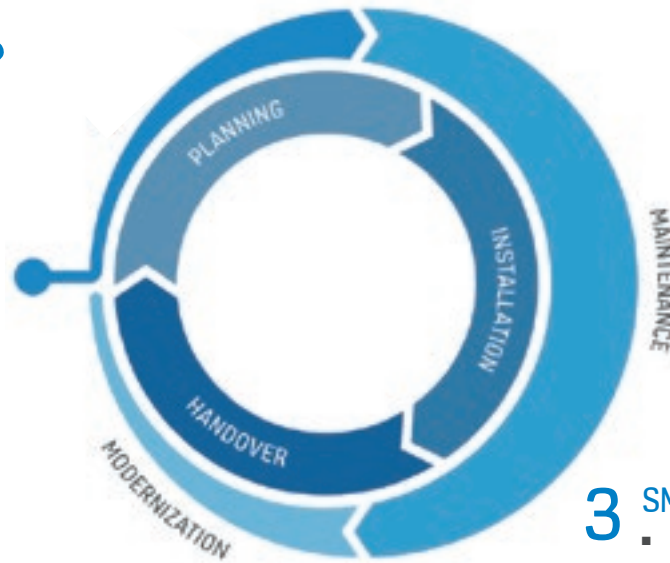 PLANNING
INSTALLATION
MAINTENANCE
HANDOVER
MODERNIZATION
3